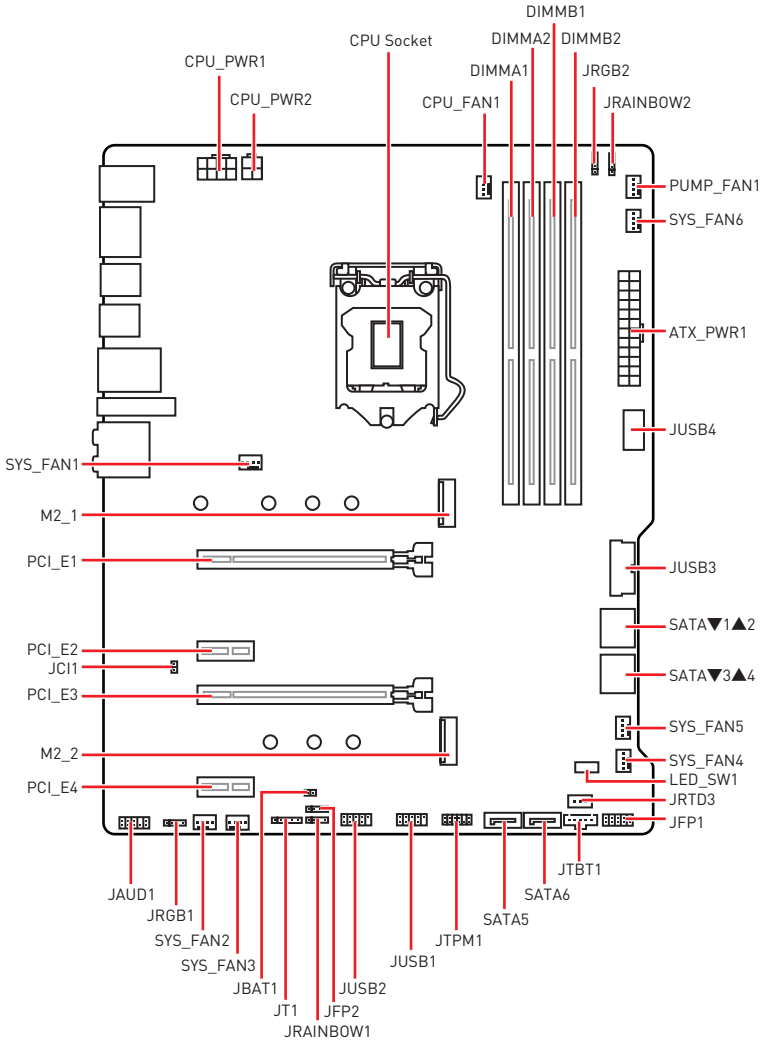 DIMMB1
CPU Socket
DIMMA2
DIMMB2
CPU_PWR1
DIMMA1
JRGB2
CPU_PWR2
CPU_FAN1
JRAINBOW2
PUMP_FAN1
SYS_FAN6
ATX_PWR1
JUSB4
SYS_FAN1
M2_1
PCI_E1
JUSB3
SATA▼1▲2
PCI_E2
JCI1
SATA▼3▲4
PCI_E3
SYS_FAN5
M2_2
SYS_FAN4
LED_SW1
PCI_E4
JRTD3
JFP1
JTBT1
JAUD1
SATA6
JRGB1
SATA5
SYS_FAN2
JTPM1
SYS_FAN3
JUSB1
JBAT1
JUSB2
JT1
JFP2
JRAINBOW1